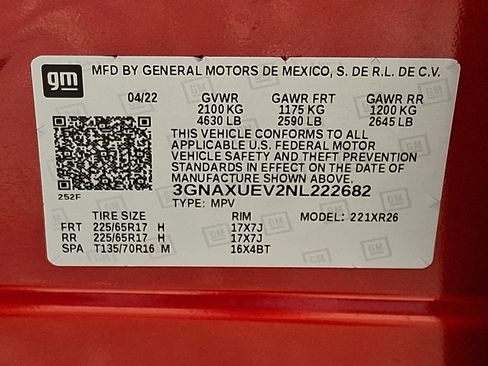 gm MFD BY GENERAL MOTORS DE MEXICO, S. DE R.L. DE C.V.
04/22 GVWR GAWR FRT GAWR RR
2100 KG 1175 KG 1200 KG
4630 LB 2590 LB 2645 LB
THIS VEHICLE CONFORMS TO ALL
APPLICABLE U.S. FEDERAL MOTOR
VEHICLE SAFETY AND THEFT PREVENTION
STANDARDS IN EFFECT ON THE DATE OF
MANUFACTURE SHOWN ABOVE.
3GNAXUEV2NL222682
252F TYPE: MPV
TIRE SIZE RIM MODEL: 221XR26
FRT 225/65R17 H 17X7J
RR 225/65R17 H 17X7J
SPA T135/70R16 M 16X4BT